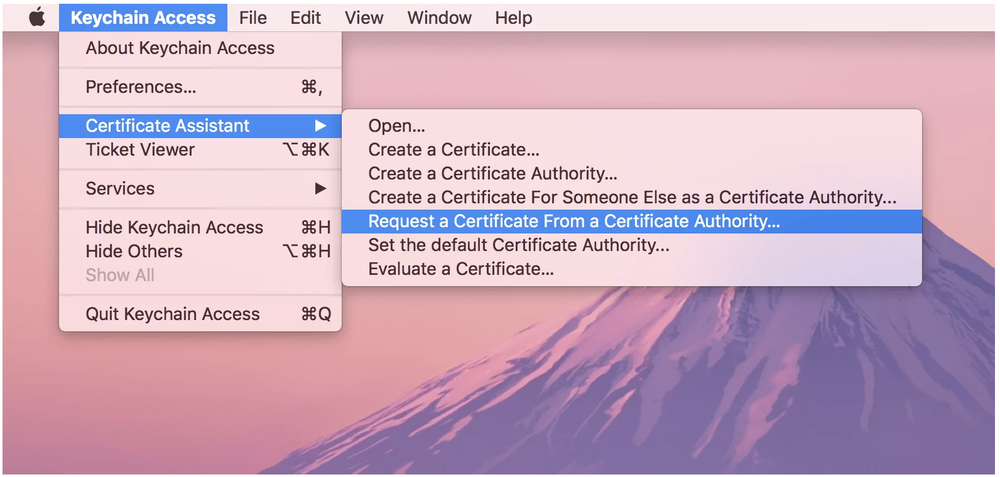 Keychain Access File Edit View Window Help
About Keychain Access
Preferences... ⌘,
Certificate Assistant ▶
Ticket Viewer ⌥⌘K
Services ▶
Hide Keychain Access ⌘H
Hide Others ⌥⌘H
Show All
Quit Keychain Access ⌘Q
Open...
Create a Certificate...
Create a Certificate Authority...
Create a Certificate For Someone Else as a Certificate Authority...
Request a Certificate From a Certificate Authority...
Set the default Certificate Authority...
Evaluate a Certificate...